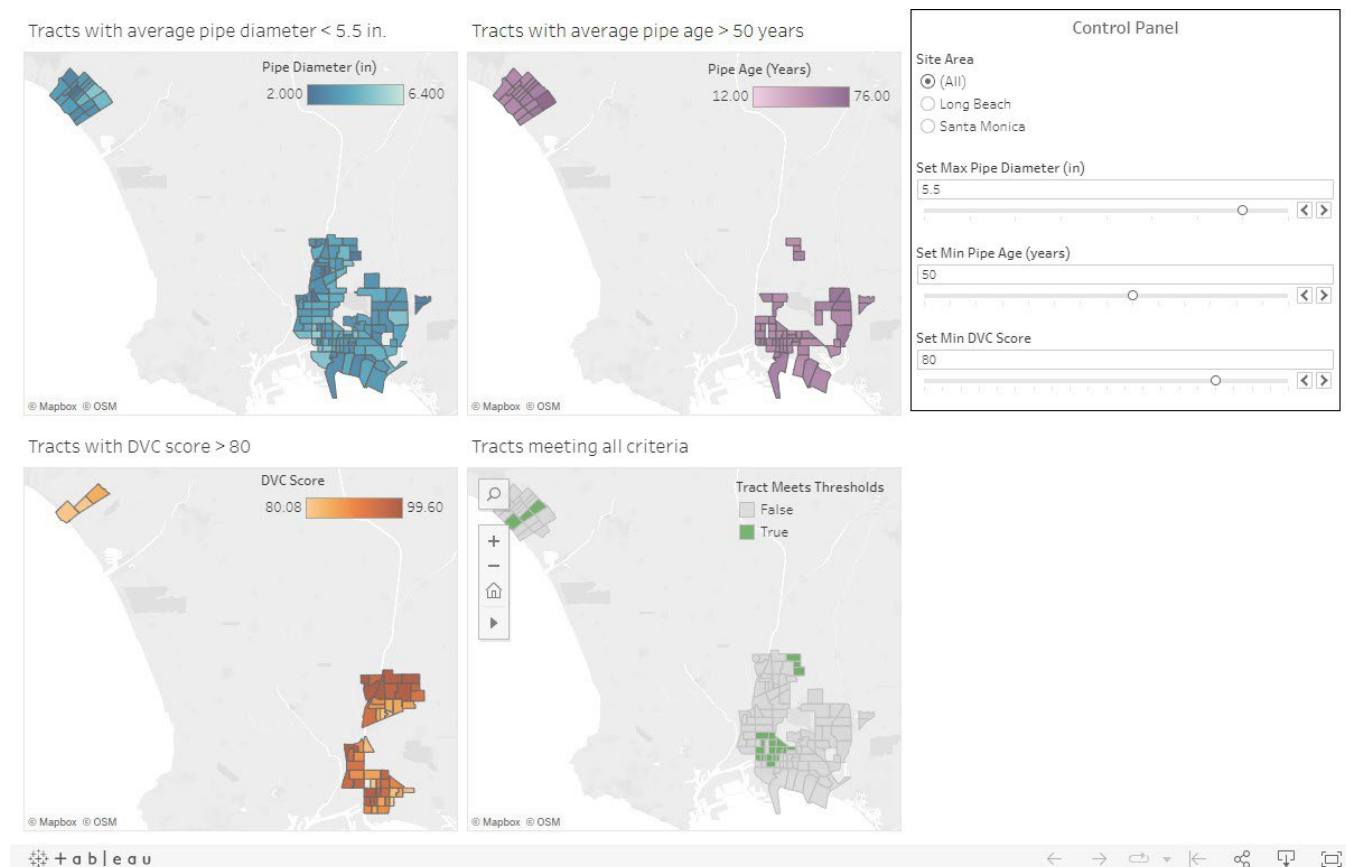 Tracts with average pipe diameter < 5.5 in.
Pipe Diameter (in)
2.000 6.400
© Mapbox © OSM
Tracts with average pipe age > 50 years
Pipe Age (Years)
12.00 76.00
© Mapbox © OSM
Control Panel
Site Area
(All)
Long Beach
Santa Monica
Set Max Pipe Diameter (in)
5.5
Set Min Pipe Age (years)
50
Set Min DVC Score
80
Tracts with DVC score > 80
DVC Score
80.08 99.60
© Mapbox © OSM
Tracts meeting all criteria
Tract Meets Thresholds
False
True
© Mapbox © OSM
+ a b | e a u